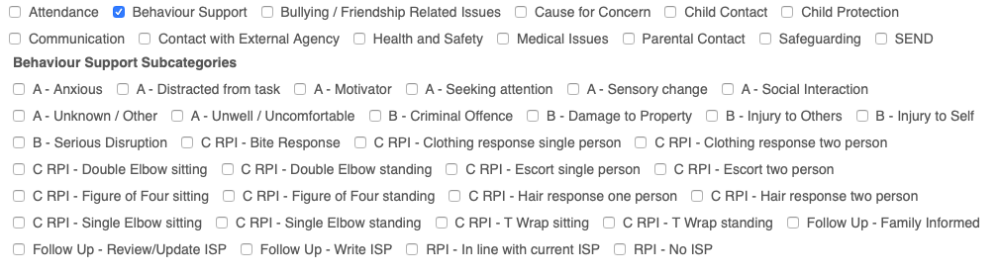 Attendance Behaviour Support Bullying / Friendship Related Issues Cause for Concern Child Contact Child Protection
Communication Contact with External Agency Health and Safety Medical Issues Parental Contact Safeguarding SEND
Behaviour Support Subcategories
A - Anxious A - Distracted from task A - Motivator A - Seeking attention A - Sensory change A - Social Interaction
A - Unknown / Other A - Unwell / Uncomfortable B - Criminal Offence B - Damage to Property B - Injury to Others B - Injury to Self
B - Serious Disruption C RPI - Bite Response C RPI - Clothing response single person C RPI - Clothing response two person
C RPI - Double Elbow sitting C RPI - Double Elbow standing C RPI - Escort single person C RPI - Escort two person
C RPI - Figure of Four sitting C RPI - Figure of Four standing C RPI - Hair response one person C RPI - Hair response two person
C RPI - Single Elbow sitting C RPI - Single Elbow standing C RPI - T Wrap sitting C RPI - T Wrap standing Follow Up - Family Informed
Follow Up - Review/Update ISP Follow Up - Write ISP RPI - In line with current ISP RPI - No ISP